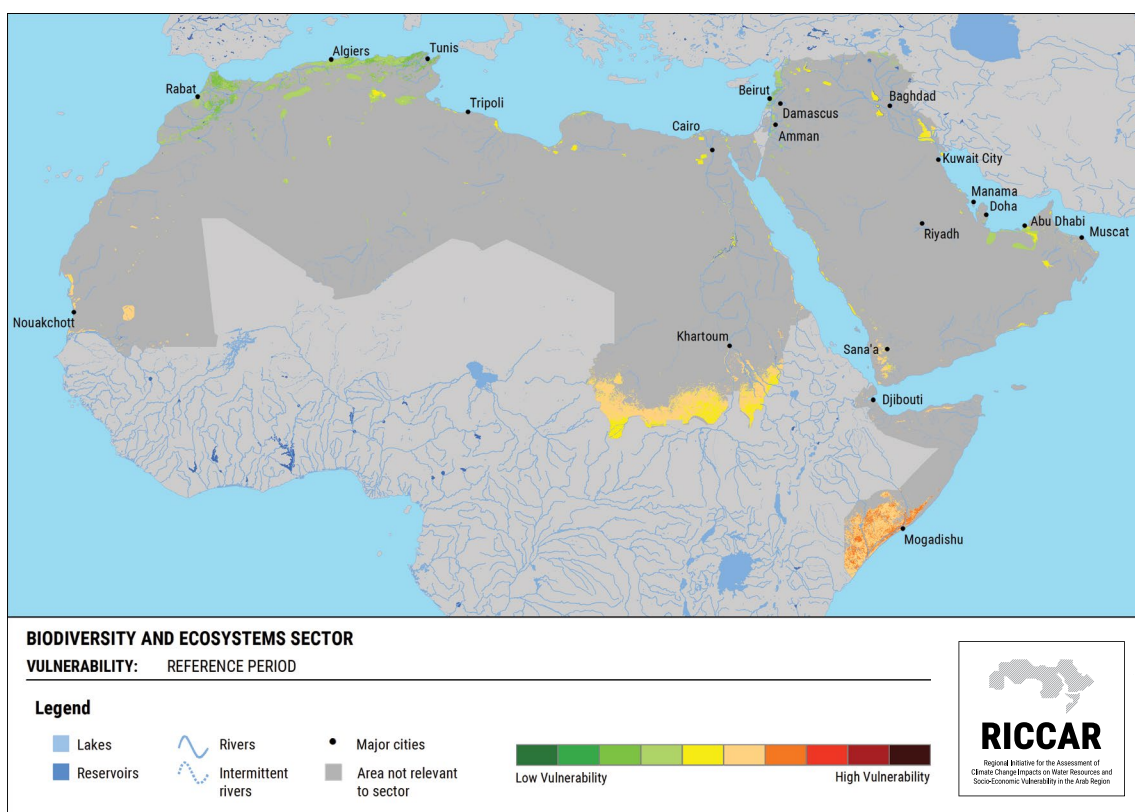 Algiers
Tunis
Rabat
Tripoli
Beirut
Damascus
Baghdad
Cairo
Amman
Kuwait City
Manama
Doha
Abu Dhabi
Riyadh
Muscat
Nouakchott
Khartoum
Sana'a
Djibouti
Mogadishu
BIODIVERSITY AND ECOSYSTEMS SECTOR
VULNERABILITY: REFERENCE PERIOD
Legend
Lakes
Reservoirs
Rivers
Intermittent
rivers
Major cities
Area not relevant
to sector
Low Vulnerability
High Vulnerability
RICCAR
Regional Initiative for the Assessment of
Climate Change Impacts on Water Resources and
Socio-Economic Vulnerability in the Arab Region